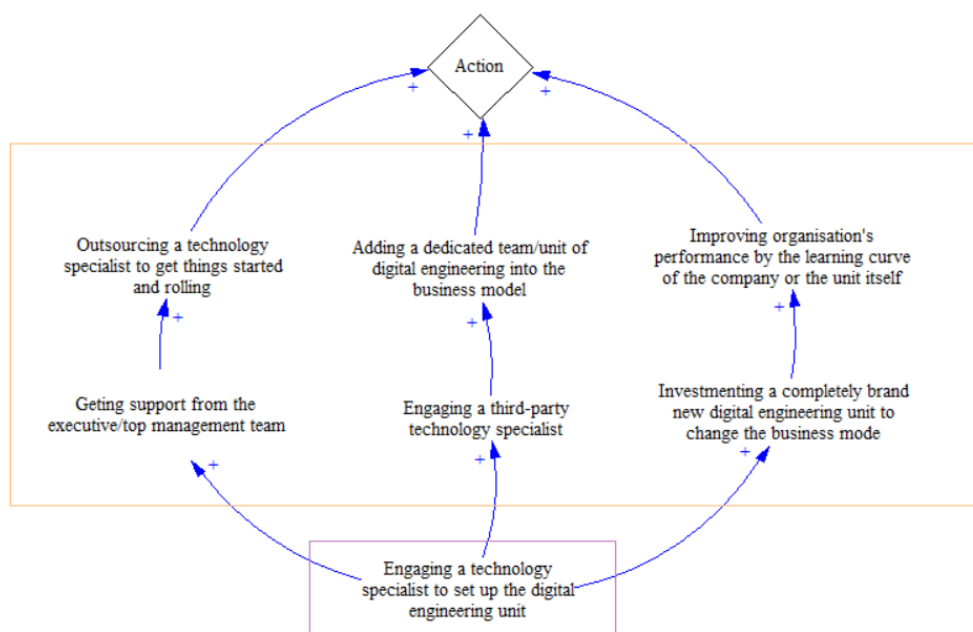 Action
+
+
+
Outsourcing a technology
specialist to get things started
and rolling
Adding a dedicated team/unit of
digital engineering into the
business model
Improving organisation's
performance by the learning curve
of the company or the unit itself
+
+
+
Geting support from the
executive/top management team
Engaging a third-party
technology specialist
Investmenting a completely brand
new digital engineering unit to
change the business mode
+
+
+
Engaging a technology
specialist to set up the digital
engineering unit